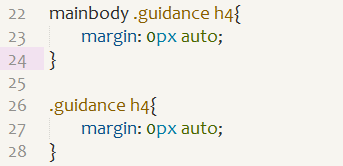 22 mainbody .guidance h4{
23 margin: 0px auto;
24 }
25
26 .guidance h4{
27 margin: 0px auto;
28 }